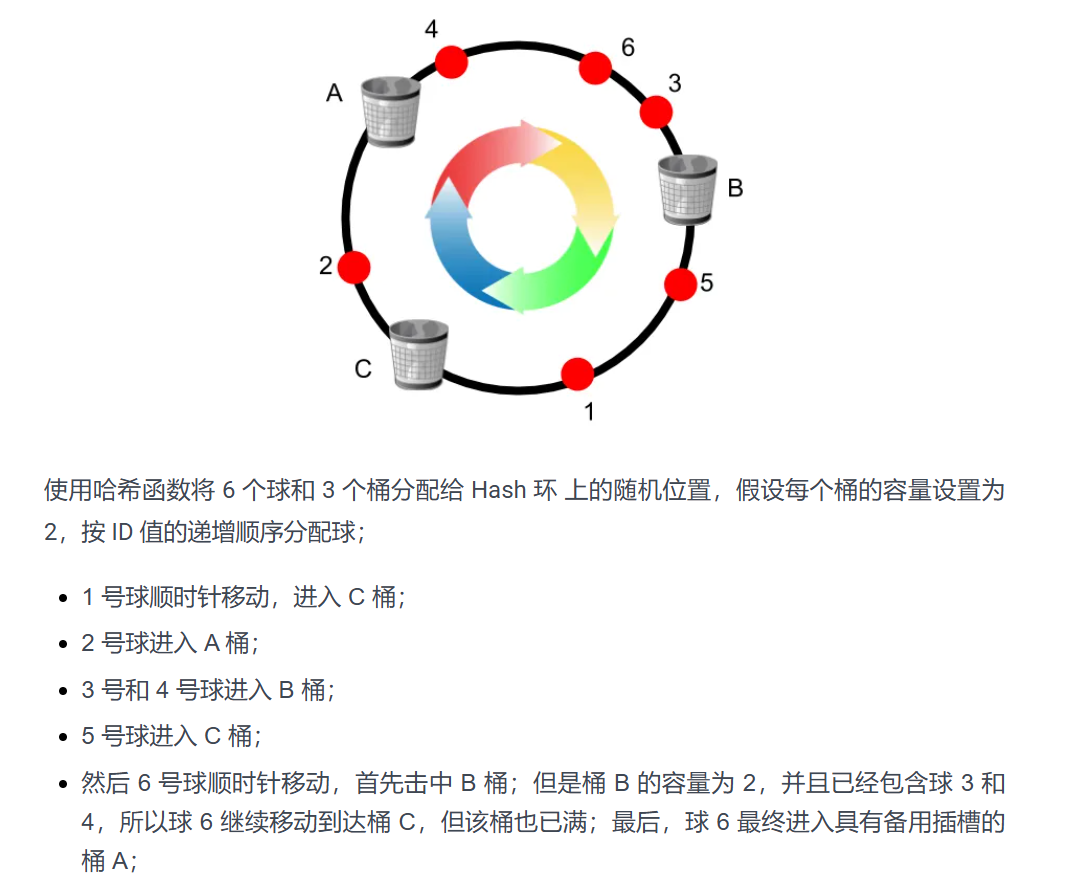 4
6
3
A
B
2
5
C
1
使用哈希函数将 6 个球和 3 个桶分配给 Hash 环 上的随机位置，假设每个桶的容量设置为
2，按 ID 值的递增顺序分配球；
• 1 号球顺时针移动，进入 C 桶；
• 2 号球进入 A 桶；
• 3 号和 4 号球进入 B 桶；
• 5 号球进入 C 桶；
• 然后 6 号球顺时针移动，首先击中 B 桶；但是桶 B 的容量为 2，并且已经包含球 3 和
4，所以球 6 继续移动到达桶 C，但该桶也已满；最后，球 6 最终进入具有备用插槽的
桶 A；